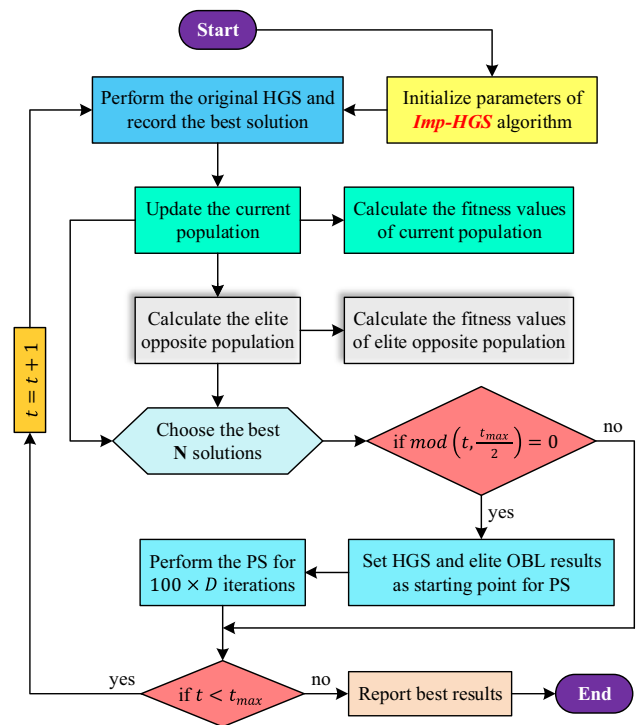 Start
Perform the original HGS and
record the best solution
Initialize parameters of
Imp-HGS algorithm
Update the current
population
Calculate the fitness values
of current population
Calculate the elite
opposite population
Calculate the fitness values
of elite opposite population
t = t + 1
Choose the best
N solutions
if mod (t, t_max/2) = 0
no
yes
Perform the PS for
100 × D iterations
Set HGS and elite OBL results
as starting point for PS
yes
if t < t_max
no
Report best results
End